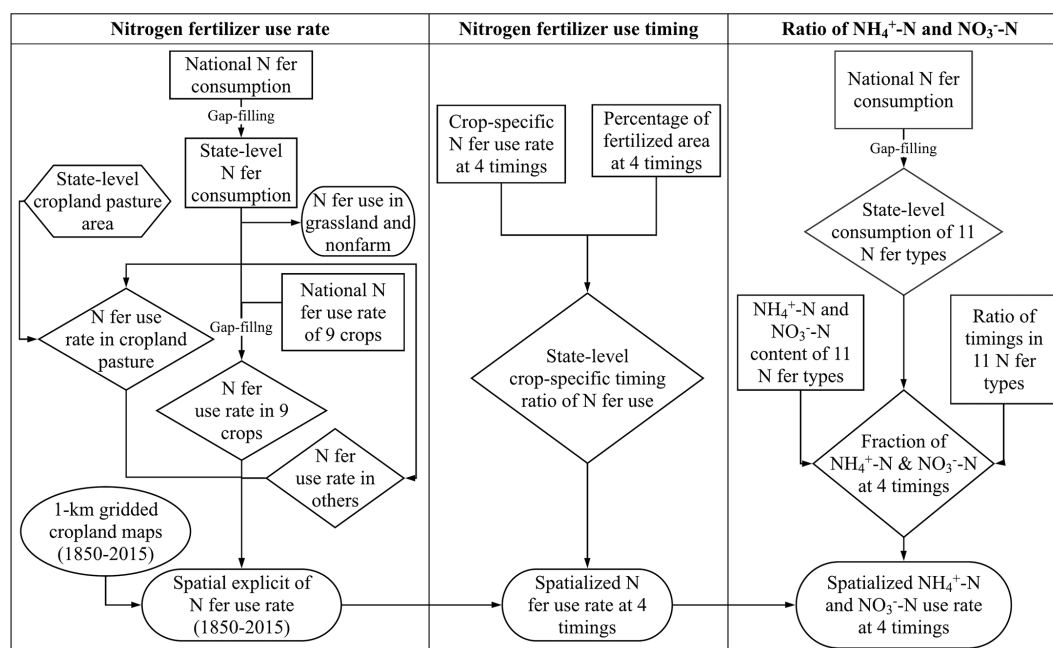 Nitrogen fertilizer use rate
National N fer
consumption
Gap-filling
State-level
N fer
consumption
State-level
cropland pasture
area
N fer use in
grassland and
nonfarm
National N
fer use rate
of 9 crops
N fer use
rate in cropland
pasture
Gap-fillng
N fer
use rate in 9
crops
N fer
use rate in
others
1-km gridded
cropland maps
(1850-2015)
Spatial explicit of
N fer use rate
(1850-2015)
Nitrogen fertilizer use timing
Crop-specific
N fer use rate
at 4 timings
Percentage of
fertilized area
at 4 timings
State-level
crop-specific timing
ratio of N fer use
Spatialized N
fer use rate at 4
timings
Ratio of NH₄⁺-N and NO₃⁻-N
National N fer
consumption
Gap-filling
State-level
consumption of 11
N fer types
NH₄⁺-N and
NO₃⁻-N
content of 11
N fer types
Ratio of
timings in
11 N fer
types
Fraction of
NH₄⁺-N & NO₃⁻-N
at 4 timings
Spatialized NH₄⁺-N
and NO₃⁻-N use rate
at 4 timings